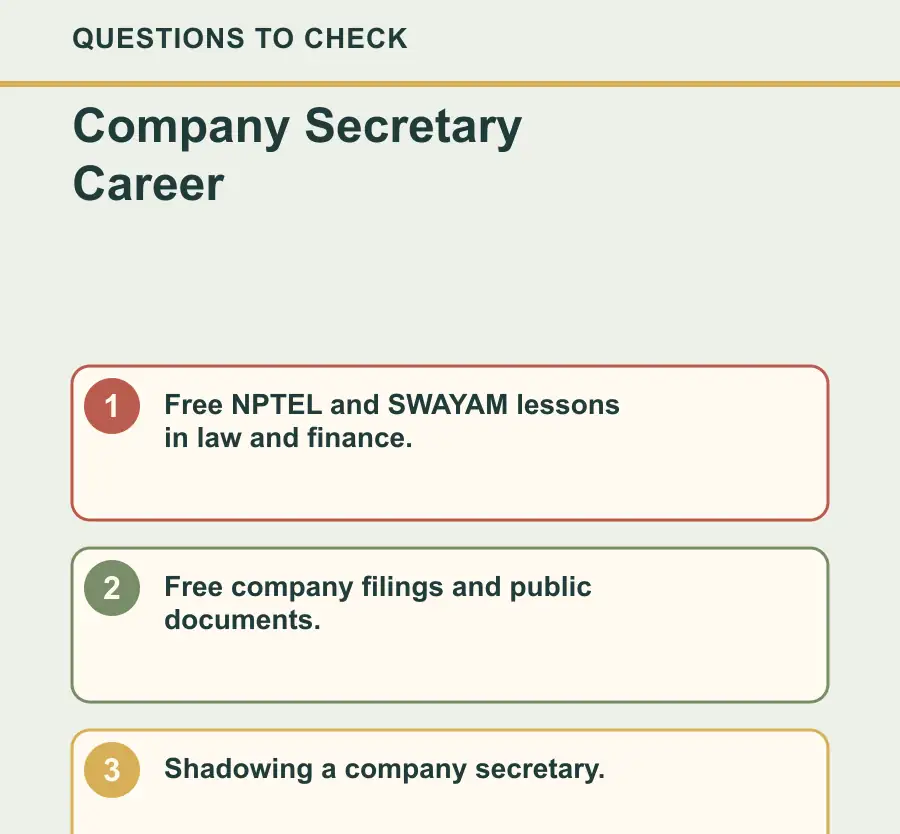 QUESTIONS TO CHECK
Company Secretary
Career
1
Free NPTEL and SWAYAM lessons
in law and finance.
2
Free company filings and public
documents.
3
Shadowing a company secretary.